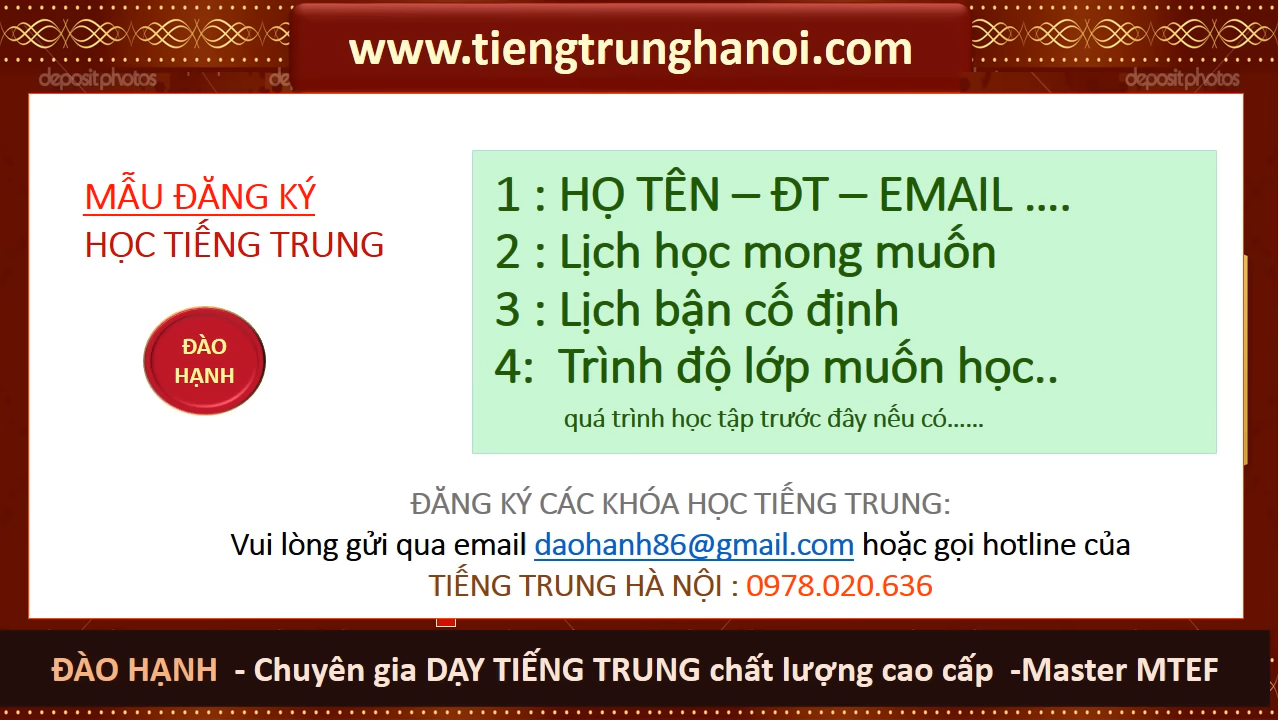 www.tiengtrunghanoi.com
depositphotos
depositphotos
MẪU ĐĂNG KÝ
HỌC TIẾNG TRUNG
ĐÀO
HẠNH
1 : HỌ TÊN – ĐT – EMAIL ….
2 : Lịch học mong muốn
3 : Lịch bận cố định
4: Trình độ lớp muốn học..
quá trình học tập trước đây nếu có……
ĐĂNG KÝ CÁC KHÓA HỌC TIẾNG TRUNG:
Vui lòng gửi qua email daohanh86@gmail.com hoặc gọi hotline của
TIẾNG TRUNG HÀ NỘI : 0978.020.636
ĐÀO HẠNH - Chuyên gia DẠY TIẾNG TRUNG chất lượng cao cấp -Master MTEF